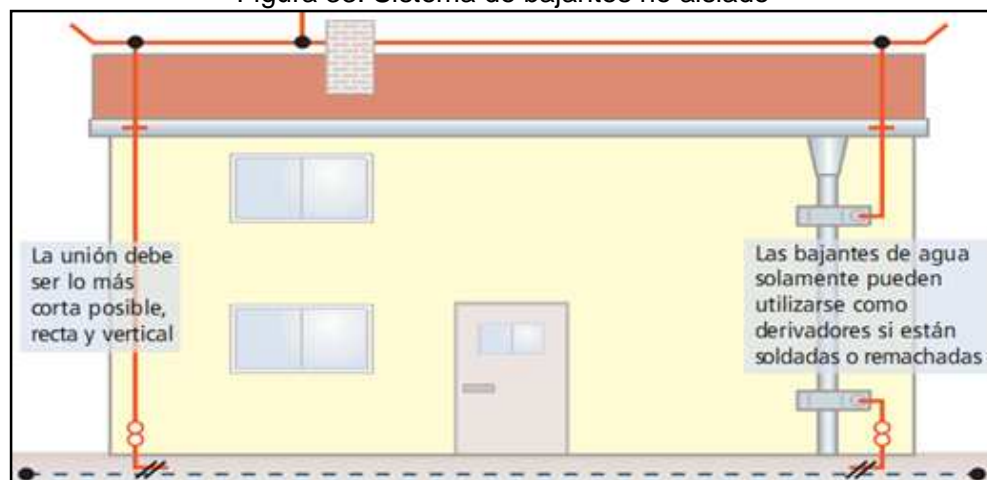 Figura 38. Sistema de bajantes no aislado
La unión debe
ser lo más
corta posible,
recta y vertical
Las bajantes de agua
solamente pueden
utilizarse como
derivadores si están
soldadas o remachadas